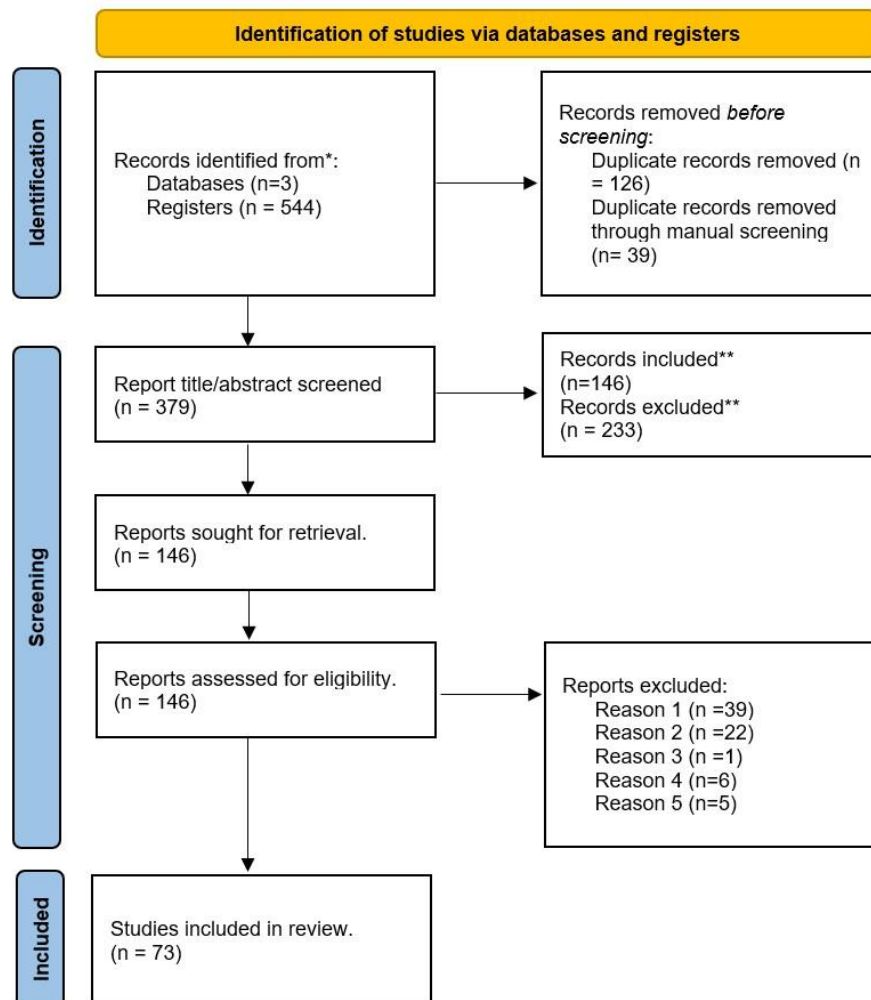 Identification of studies via databases and registers
Identification
Records identified from*:
Databases (n=3)
Registers (n = 544)
Records removed before
screening:
Duplicate records removed (n
= 126)
Duplicate records removed
through manual screening
(n= 39)
Screening
Report title/abstract screened
(n = 379)
Records included**
(n=146)
Records excluded**
(n = 233)
Reports sought for retrieval.
(n = 146)
Reports assessed for eligibility.
(n = 146)
Reports excluded:
Reason 1 (n =39)
Reason 2 (n =22)
Reason 3 (n =1)
Reason 4 (n=6)
Reason 5 (n=5)
Included
Studies included in review.
(n = 73)